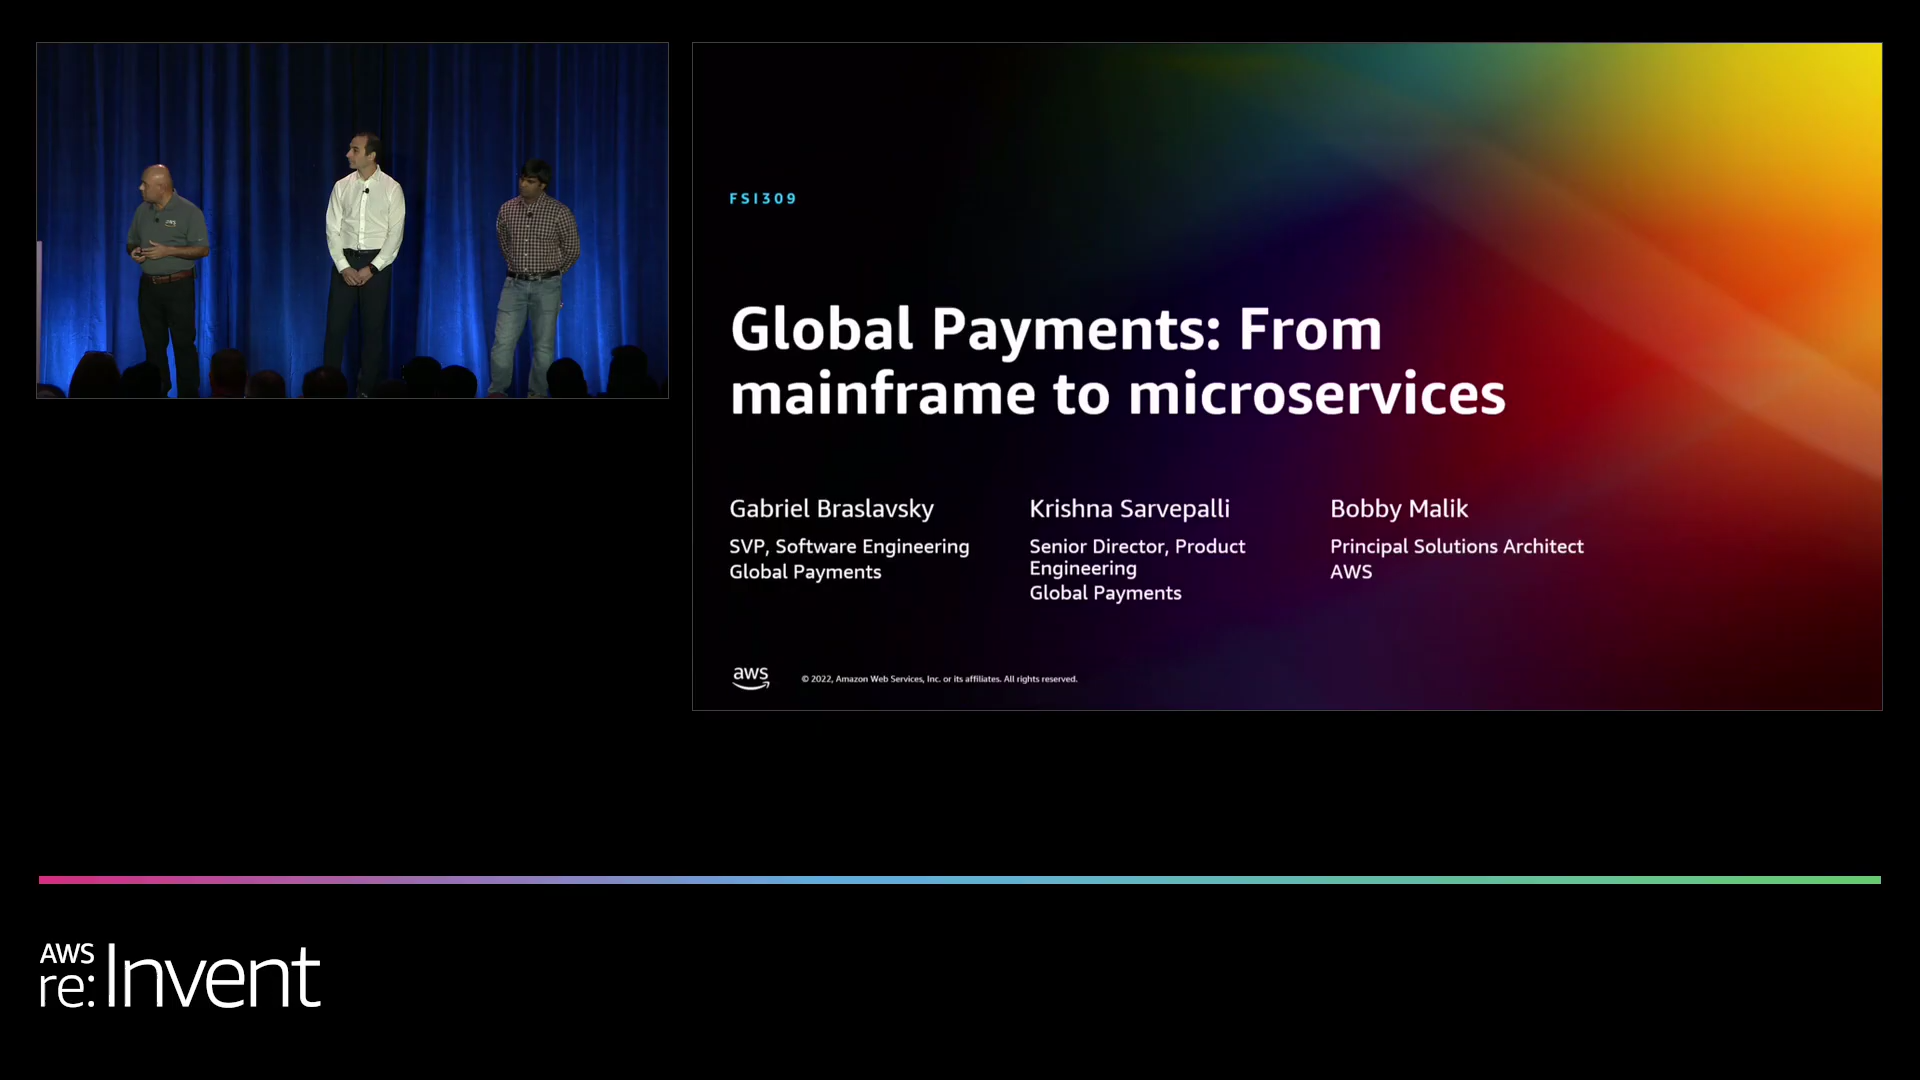 FSI309
Global Payments: From
mainframe to microservices
Gabriel Braslavsky
SVP, Software Engineering
Global Payments
Krishna Sarvepalli
Senior Director, Product
Engineering
Global Payments
Bobby Malik
Principal Solutions Architect
AWS
aws
© 2022, Amazon Web Services, Inc. or its affiliates. All rights reserved.
AWS
re:Invent